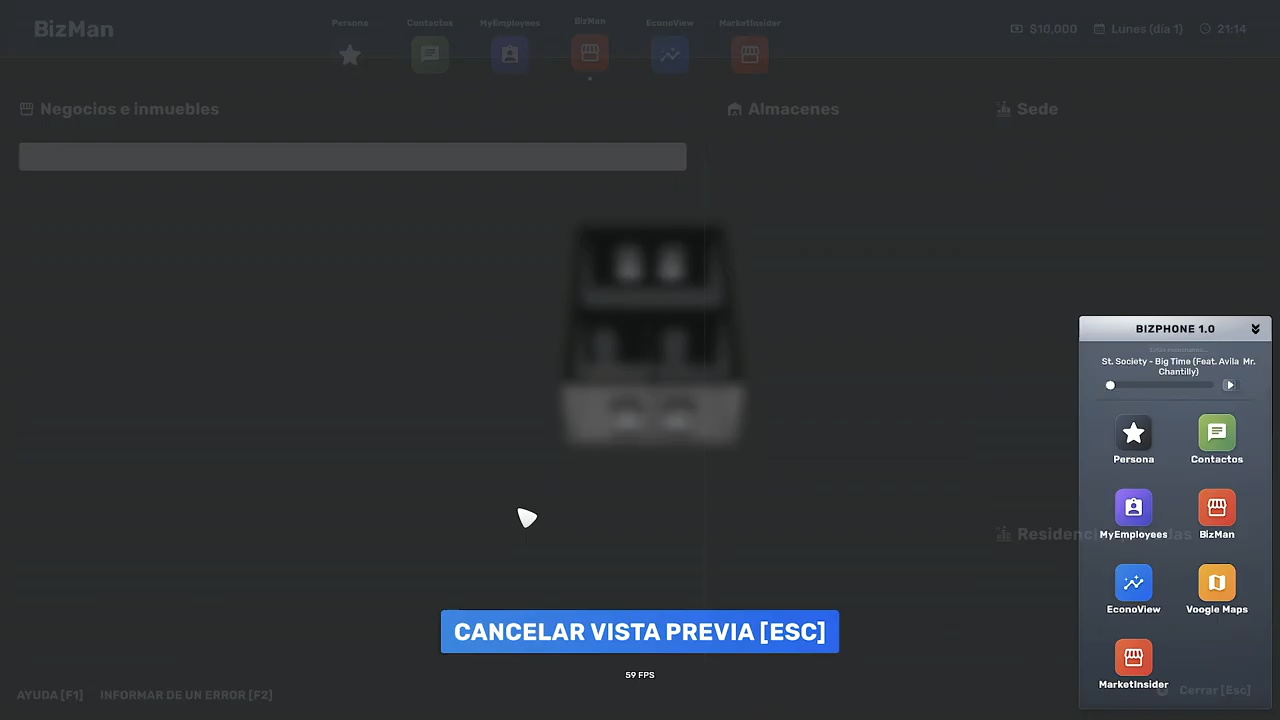 BizMan
Persona
Contactos
MyEmployees
BizMan
EconoView
MarketInsider
$10,000
Lunes (día 1)
21:14
Negocios e inmuebles
Almacenes
Sede
BIZPHONE 1.0
St. Society - Big Time (Feat. Avila Mr.
Chantilly)
Persona
Contactos
MyEmployees
BizMan
EconoView
Voogle Maps
MarketInsider
CANCELAR VISTA PREVIA [ESC]
59 FPS
AYUDA [F1]
INFORMAR DE UN ERROR [F2]
Cerrar [Esc]